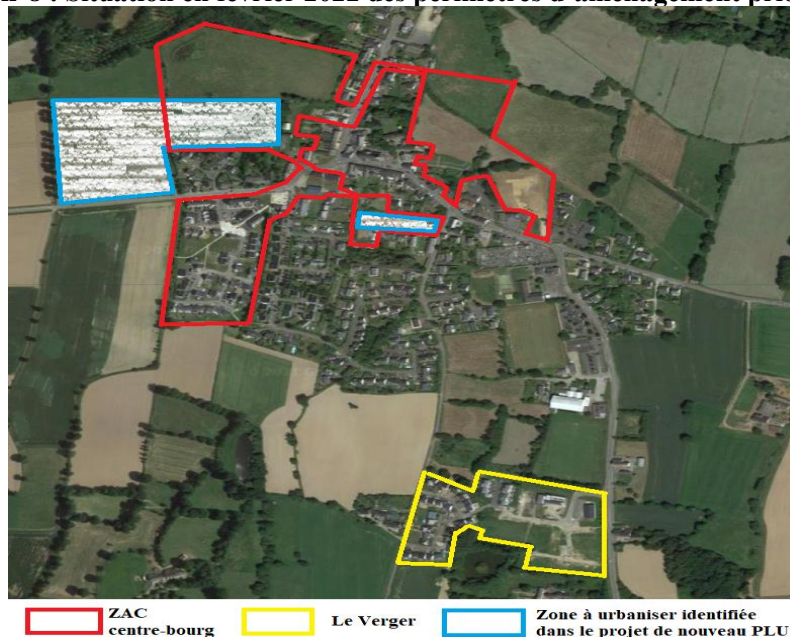 : Situation en février 2022 des périmètres d'aménagement
ZAC
centre-bourg
Le Verger
Zone à urbaniser identifiée
dans le projet de nouveau PLU